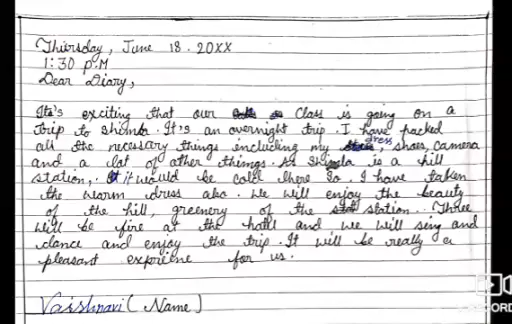 Thursday, June 18. 20XX
1:30 P.M
Dear Diary,
It's exciting that our class is going on a
trip to shimla. It's an overnight trip. I have packed
all the necessary things including my dress, shoes, camera
and a lot of other things. As Shimla is a hill
station, it would be cold there so. I have taken
the warm dress also. We will enjoy the beauty
of the hill, greenery of the station. There
will be fire at the hotel and we will sing and
dance and enjoy the trip. It will be really a
pleasant expriene for us.
Vaishnavi (Name)
RECORD